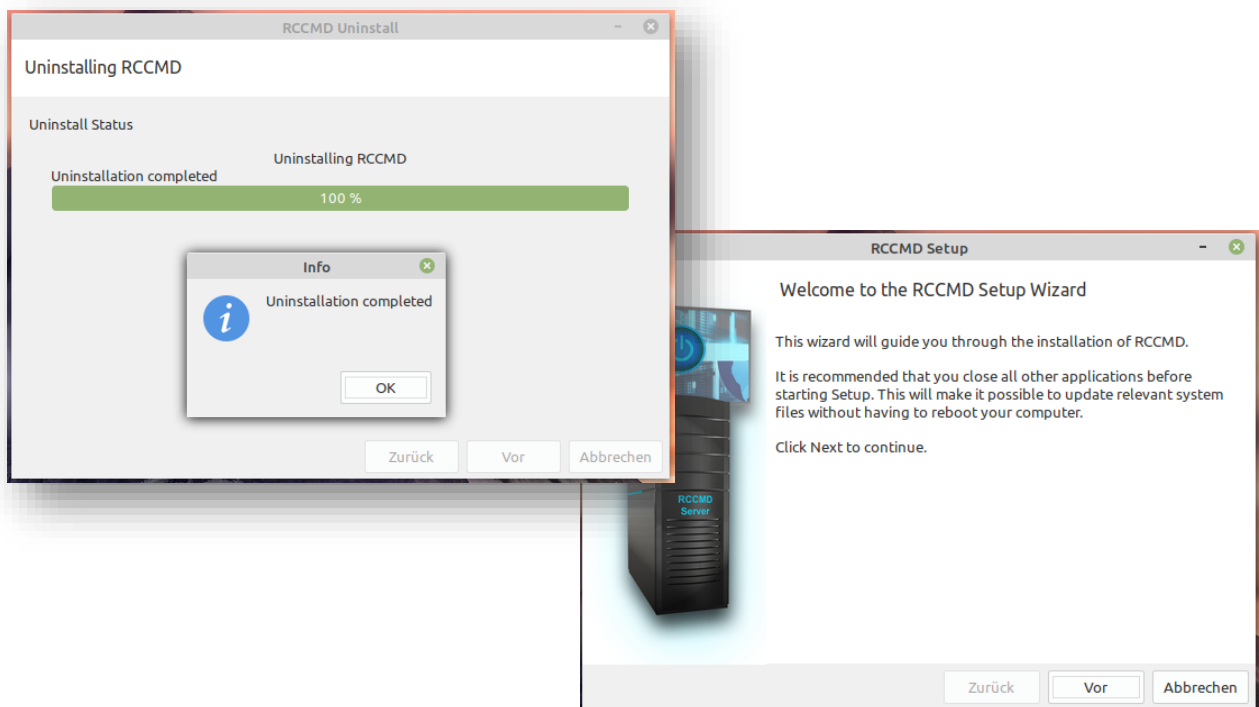 RCCMD Uninstall
Uninstalling RCCMD
Uninstall Status
Uninstalling RCCMD
Uninstallation completed
100 %
Info
Uninstallation completed
OK
Zurück Vor Abbrechen
RCCMD Setup
Welcome to the RCCMD Setup Wizard
This wizard will guide you through the installation of RCCMD.
It is recommended that you close all other applications before
starting Setup. This will make it possible to update relevant system
files without having to reboot your computer.
Click Next to continue.
RCCMD
Server
Zurück Vor Abbrechen